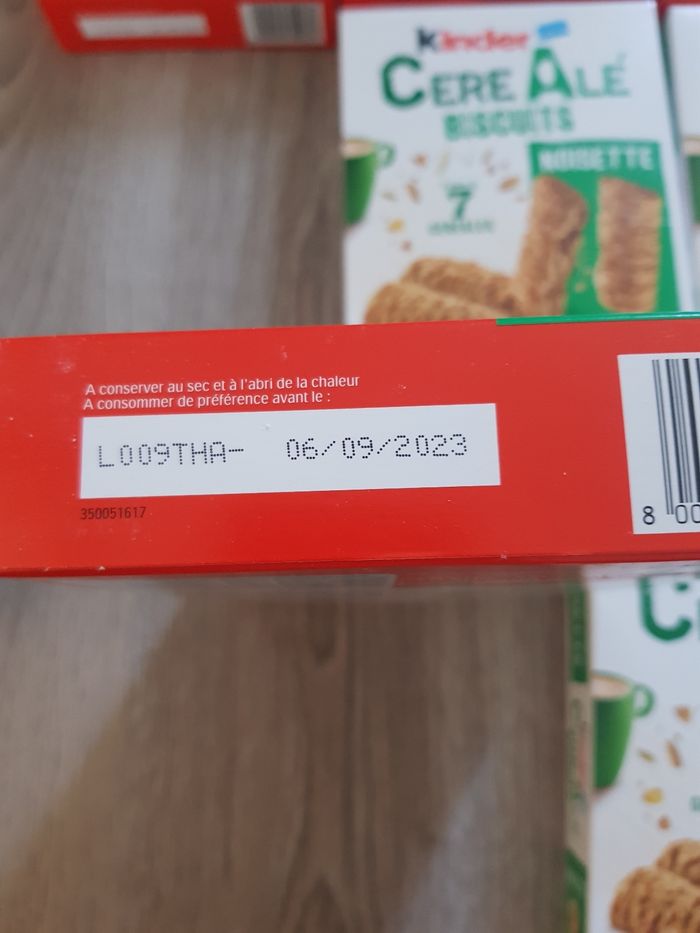 Kinder
CEREALÉ
BISCUITS
NOISETTE
7
A conserver au sec et à l'abri de la chaleur
A consommer de préférence avant le :
L009THA- 06/09/2023
350051617
8 00
C